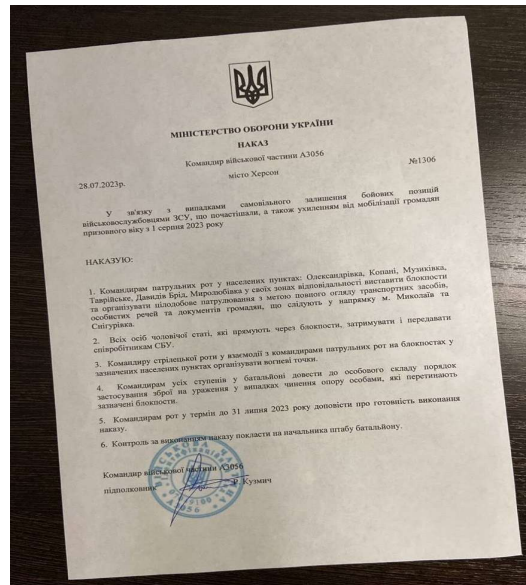 МІНІСТЕРСТВО ОБОРОНИ УКРАЇНИ
НАКАЗ
Командир військової частини А3056
28.07.2023р.
місто Херсон
№1306
У зв'язку з випадками самовільного залишення бойових позицій
військовослужбовцями ЗСУ, що почастішали, а також ухиленням від мобілізації громадян
призовного віку з 1 серпня 2023 року
НАКАЗУЮ:
1. Командирам патрульних рот у населених пунктах: Олександрівка, Копані, Музиківка,
Таврійське, Давидів Брід, Миролюбівка у своїх зонах відповідальності виставити блокпости
та організувати цілодобове патрулювання з метою повного огляду транспортних засобів,
особистих речей та документів громадян, що слідують у напрямку м. Миколаїв та
Снігурівка.
2. Всіх осіб чоловічої статі, які прямують через блокпости, затримувати і передавати
співробітникам СБУ.
3. Командиру стрілецької роти у взаємодії з командирами патрульних рот на блокпостах у
зазначених населених пунктах організувати вогневі точки.
4. Командирам усіх ступенів у батальйоні довести до особового складу порядок
застосування зброї на ураження у випадках чинення опору особами, які перетинають
зазначені блокпости.
5. Командирам рот у термін до 31 липня 2023 року доповісти про готовність виконання
наказу.
6. Контроль за виконанням наказу покласти на начальника штабу батальйону.
Командир військової частини А3056
підполковник Р. Кузмич
ВІЙСЬКОВА ЧАСТИНА
А3056